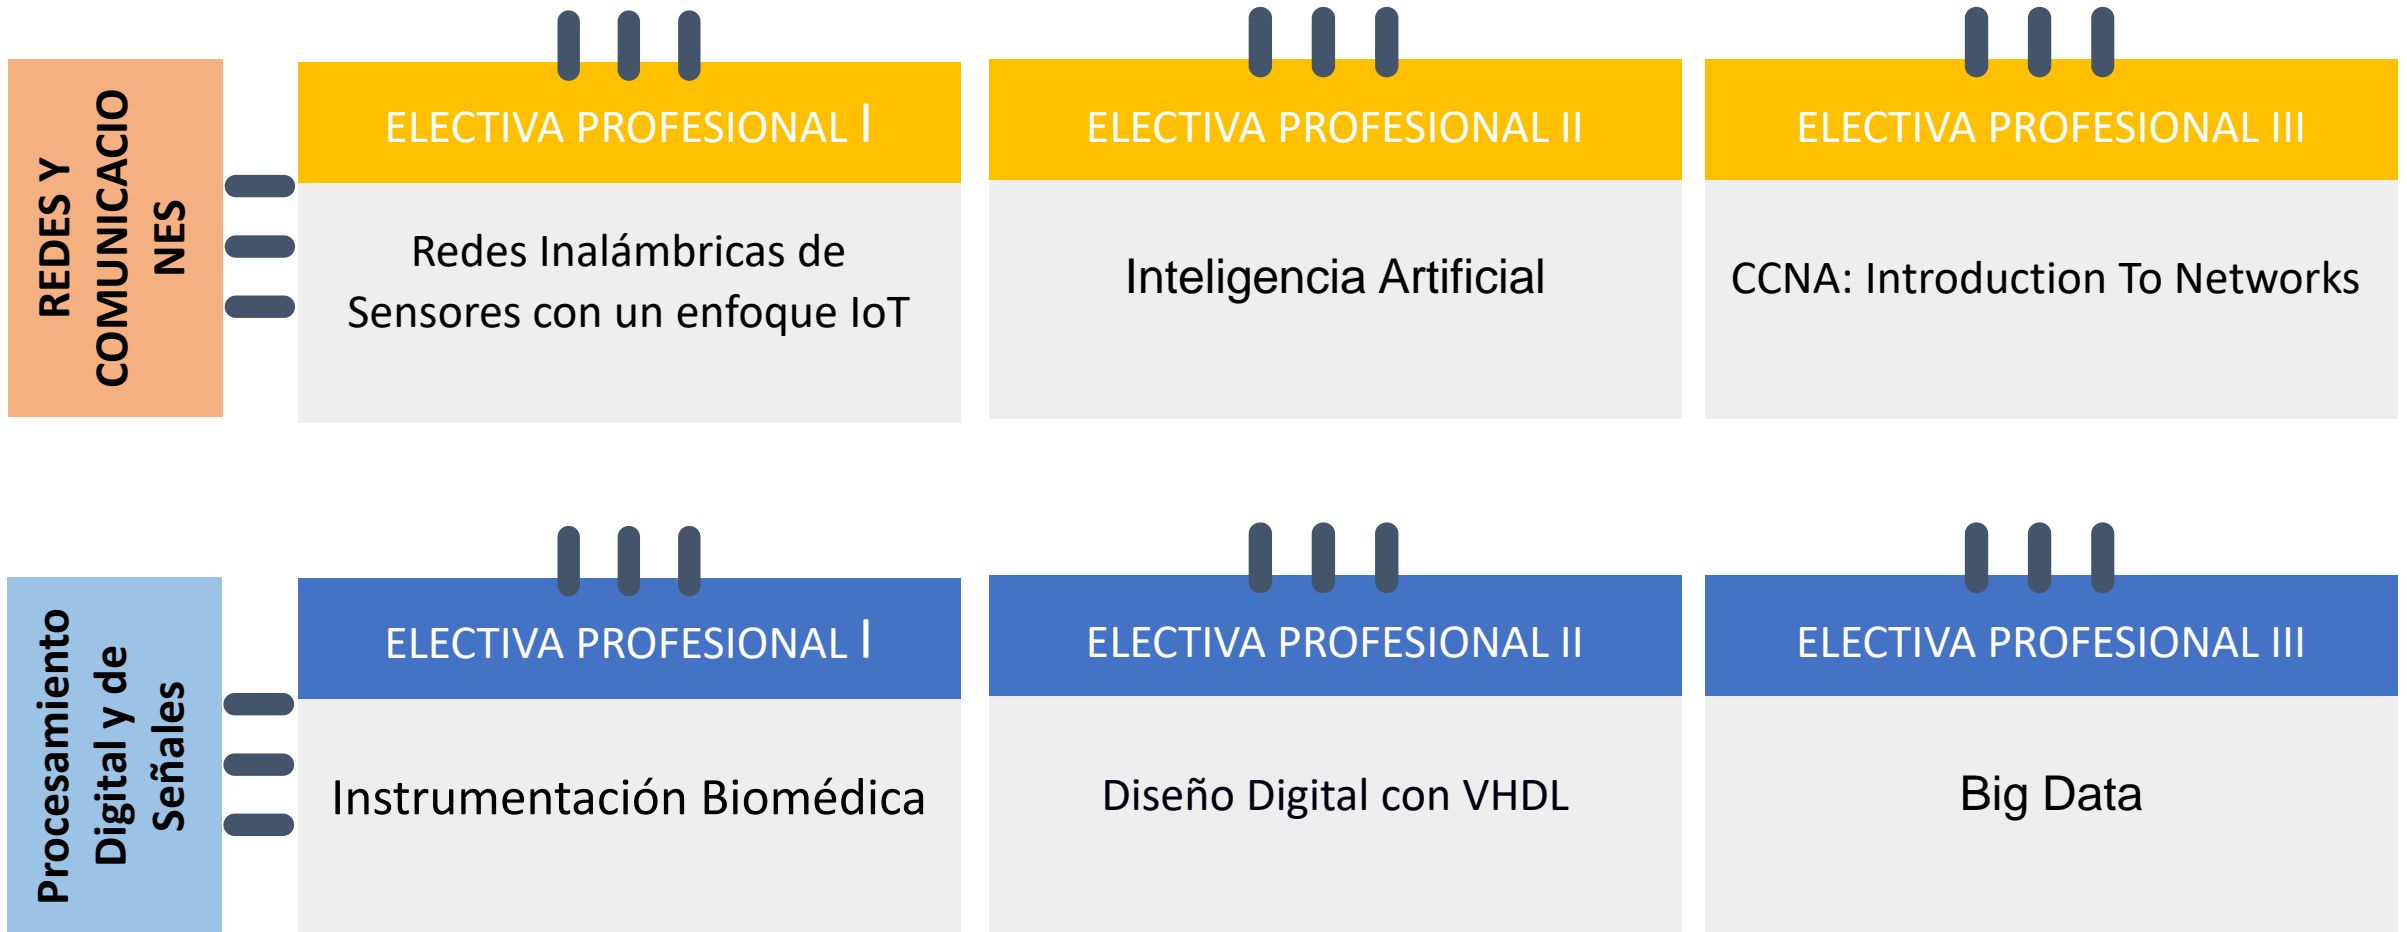 REDES Y
COMUNICACIO
NES
ELECTIVA PROFESIONAL I
Redes Inalámbricas de
Sensores con un enfoque IoT
ELECTIVA PROFESIONAL II
Inteligencia Artificial
ELECTIVA PROFESIONAL III
CCNA: Introduction To Networks
Procesamiento
Digital y de
Señales
ELECTIVA PROFESIONAL I
Instrumentación Biomédica
ELECTIVA PROFESIONAL II
Diseño Digital con VHDL
ELECTIVA PROFESIONAL III
Big Data